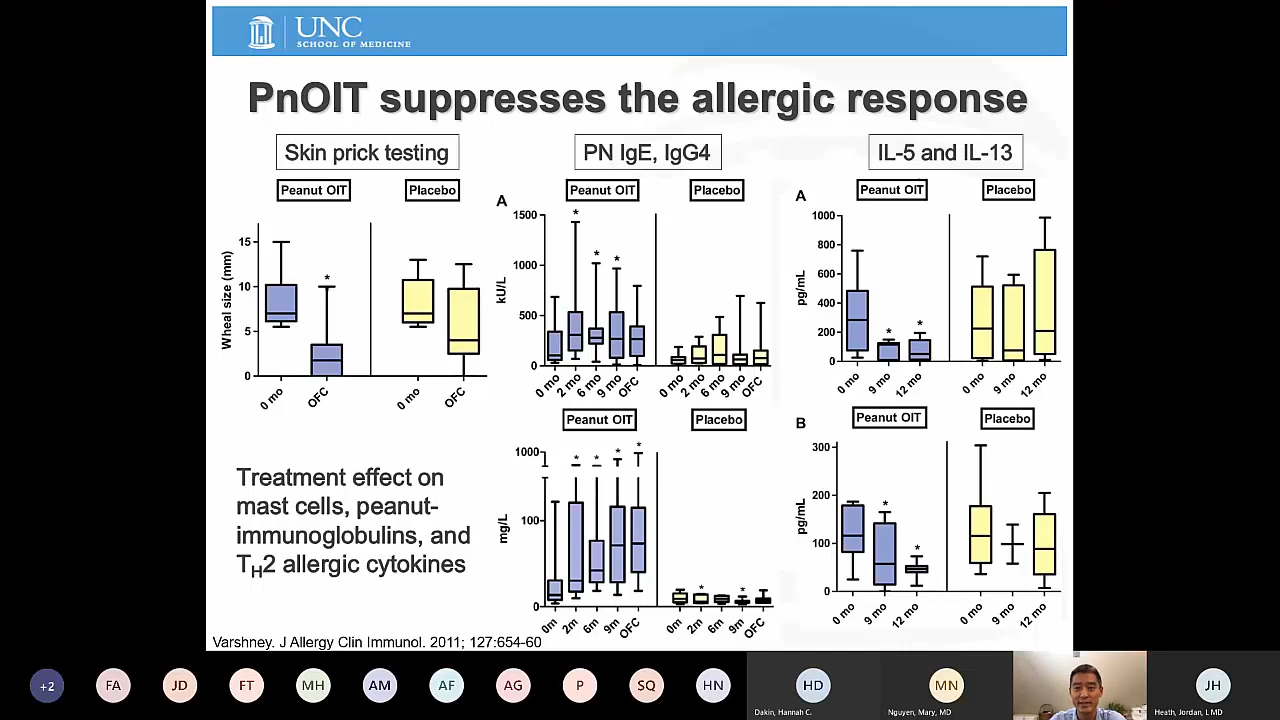 UNC
SCHOOL OF MEDICINE
PnOIT suppresses the allergic response
Skin prick testing
PN IgE, IgG4
IL-5 and IL-13
Peanut OIT
Placebo
Wheal size (mm)
15
10
5
0
*
0 mo
OFC
0 mo
OFC
A
Peanut OIT
Placebo
kU/L
1500
1000
500
0
* * *
0 mo
2 mo
6 mo
9 mo
OFC
0 mo
2 mo
6 mo
9 mo
OFC
Peanut OIT
Placebo
mg/L
1000
100
0
* * * *
* *
0m
2m
6m
9m
OFC
0m
2m
6m
9m
OFC
A
Peanut OIT
Placebo
pg/mL
1000
800
600
400
200
0
* *
0 mo
9 mo
12 mo
0 mo
9 mo
12 mo
B
Peanut OIT
Placebo
pg/mL
300
200
100
0
* *
0 mo
9 mo
12 mo
0 mo
9 mo
12 mo
Treatment effect on
mast cells, peanut-
immunoglobulins, and
TH2 allergic cytokines
Varshney. J Allergy Clin Immunol. 2011; 127:654-60
+2
FA
JD
FT
MH
AM
AF
AG
P
SQ
HN
HD
Dakin, Hannah C.
MN
Nguyen, Mary, MD
JH
Heath, Jordan, L MD